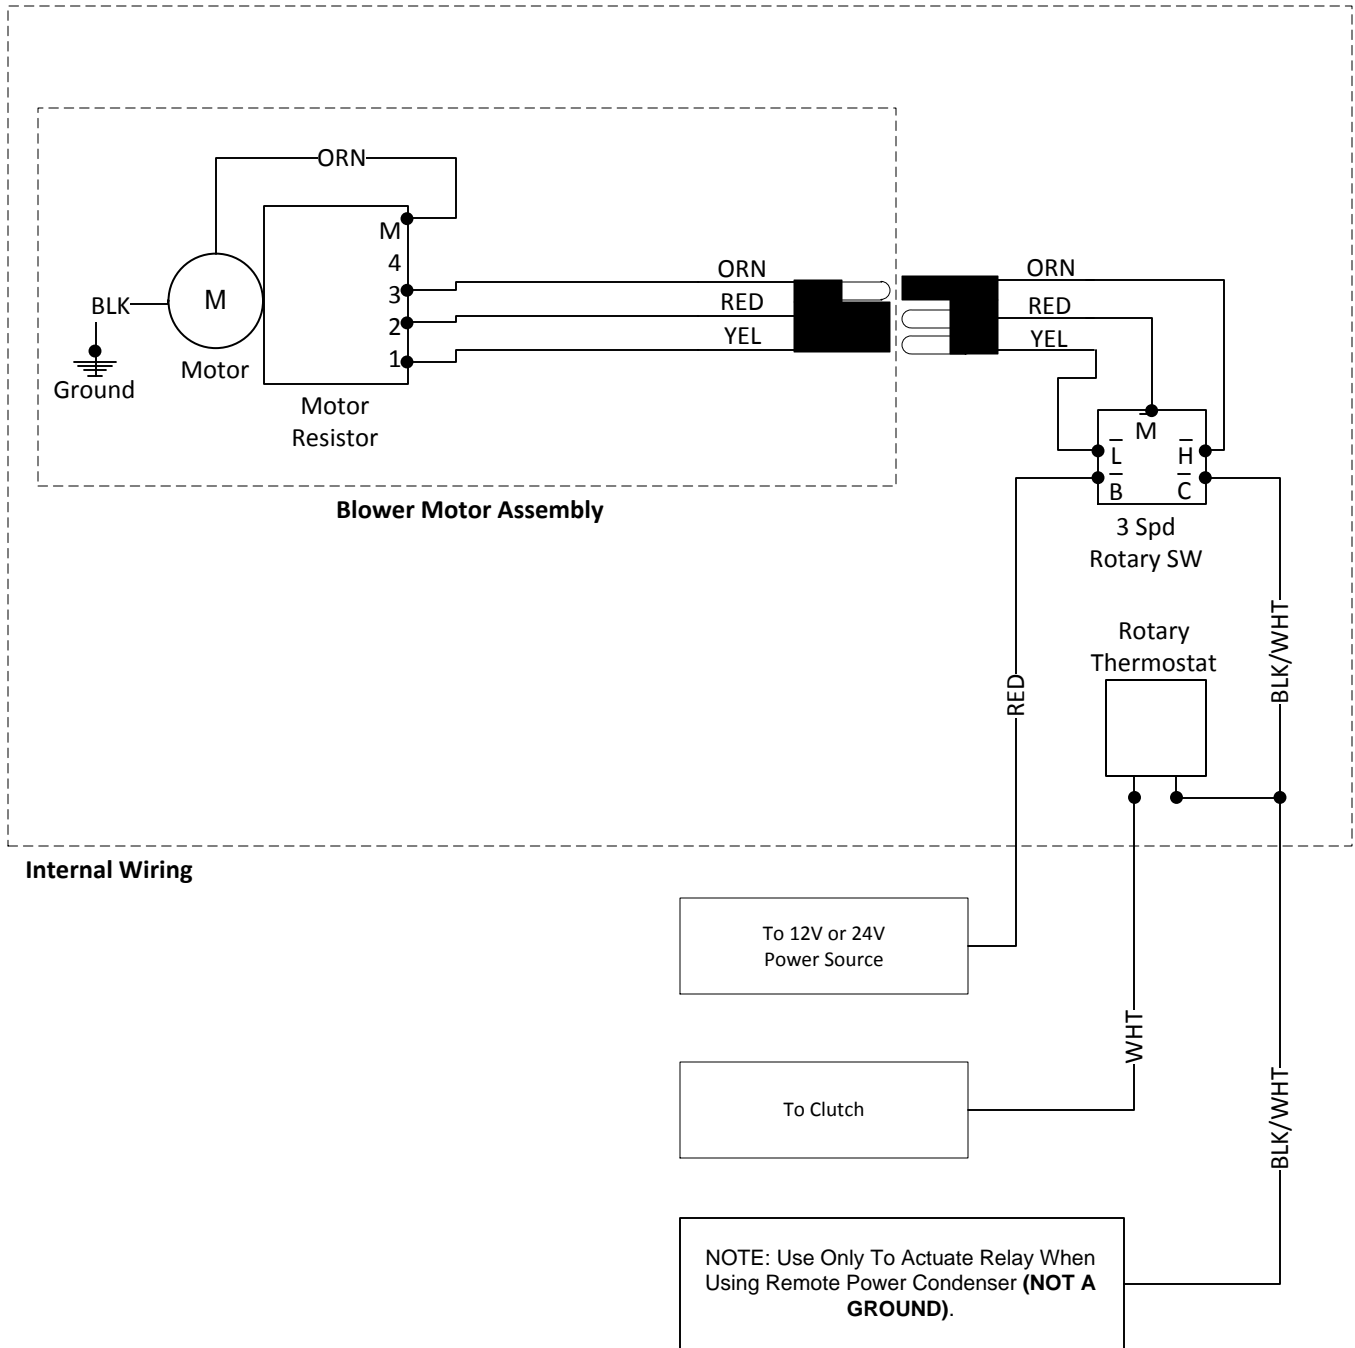 ORN
M
4
3
2
1
BLK
M
Motor
Ground
Motor
Resistor
ORN
RED
YEL
ORN
RED
YEL
M
L
H
B
C
3 Spd
Rotary SW
Blower Motor Assembly
Rotary
Thermostat
RED
BLK/WHT
Internal Wiring
To 12V or 24V
Power Source
WHT
To Clutch
BLK/WHT
NOTE: Use Only To Actuate Relay When
Using Remote Power Condenser (NOT A
GROUND).